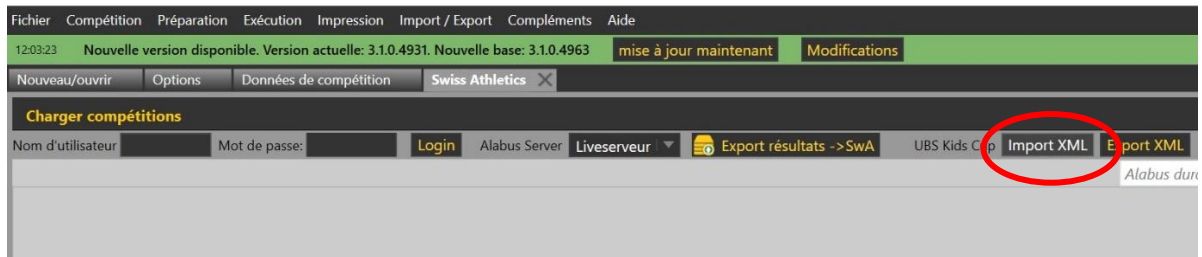 Fichier Compétition Préparation Exécution Impression Import / Export Compléments Aide
12:03:23 Nouvelle version disponible. Version actuelle: 3.1.0.4931. Nouvelle base: 3.1.0.4963 mise à jour maintenant Modifications
Nouveau/ouvrir Options Données de compétition Swiss Athletics
Charger compétitions
Nom d'utilisateur Mot de passe: Login Alabus Server Liveserveur Export résultats ->SwA UBS Kids Cup Import XML Export XML
Alabus